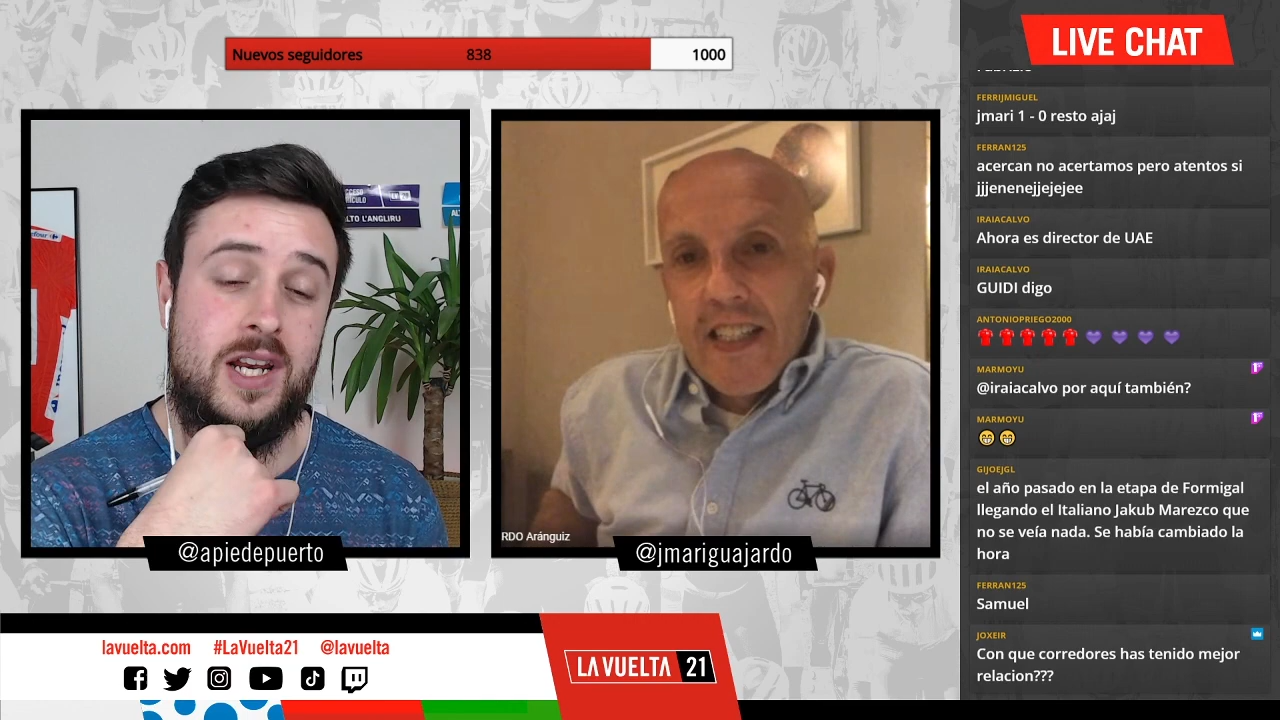 Nuevos seguidores 838 1000
LIVE CHAT
FERRIJMIGUEL
jmari 1 - 0 resto ajaj
FERRAN125
acercan no acertamos pero atentos si
jjjenenejjejejee
IRAIACALVO
Ahora es director de UAE
IRAIACALVO
GUIDI digo
ANTONIOPRIEGO2000
MARMOYU
@iraiacalvo por aquí también?
MARMOYU
GIJOEJGL
el año pasado en la etapa de Formigal
llegando el Italiano Jakub Marezco que
no se veía nada. Se había cambiado la
hora
FERRAN125
Samuel
JOXEIR
Con que corredores has tenido mejor
relacion???
ALTO L'ANGLIRU
RDO Aránguiz
@apiedepuerto
@jmariguajardo
lavuelta.com #LaVuelta21 @lavuelta
LA VUELTA 21